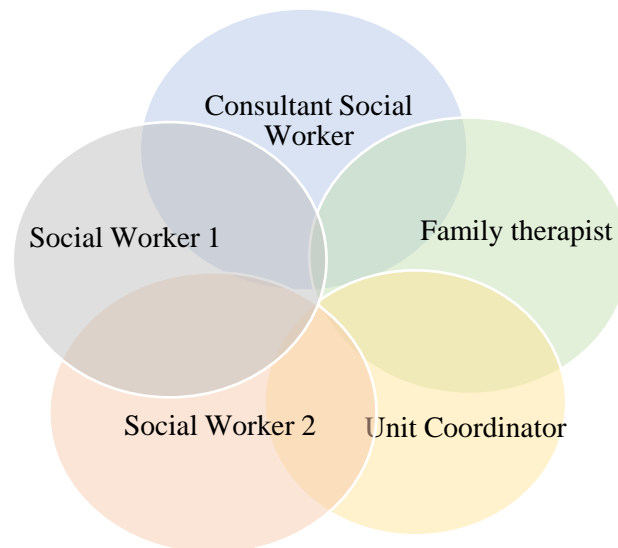 Consultant Social
Worker
Social Worker 1
Family therapist
Social Worker 2
Unit Coordinator